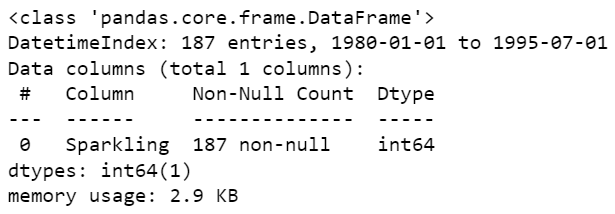 <class 'pandas.core.frame.DataFrame'>
DatetimeIndex: 187 entries, 1980-01-01 to 1995-07-01
Data columns (total 1 columns):
 #   Column     Non-Null Count  Dtype
---  ------     --------------  -----
 0   Sparkling  187 non-null    int64
dtypes: int64(1)
memory usage: 2.9 KB